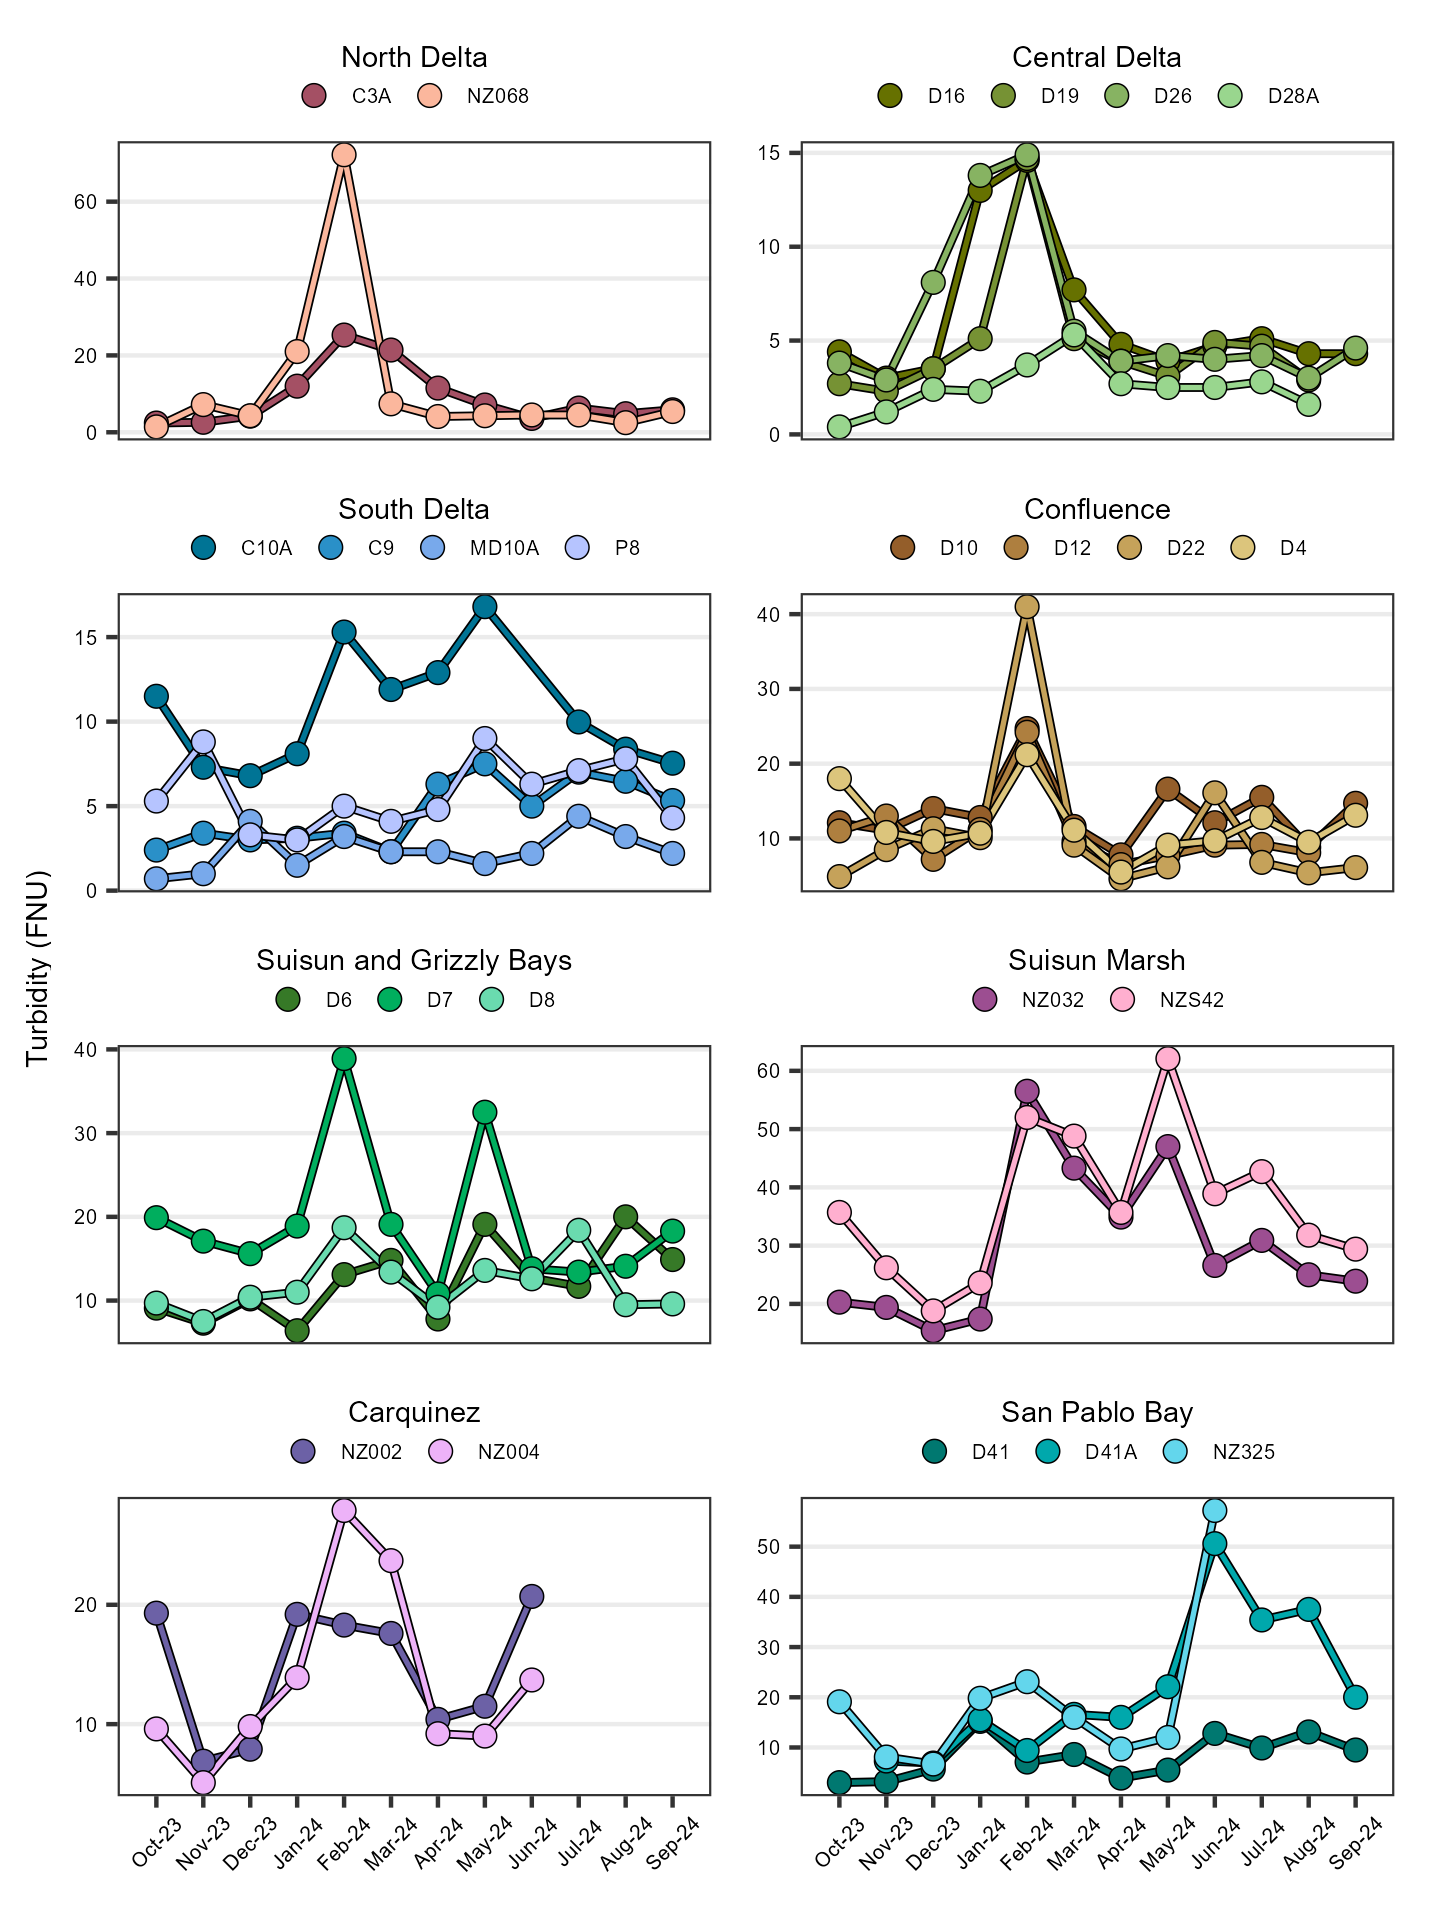 North Delta
C3A NZ068
60
40
20
0
Central Delta
D16 D19 D26 D28A
15
10
5
0
South Delta
C10A C9 MD10A P8
15
10
5
0
Confluence
D10 D12 D22 D4
40
30
20
10
Turbidity (FNU)
Suisun and Grizzly Bays
D6 D7 D8
40
30
20
10
Suisun Marsh
NZ032 NZS42
60
50
40
30
20
Carquinez
NZ002 NZ004
20
10
Oct-23 Nov-23 Dec-23 Jan-24 Feb-24 Mar-24 Apr-24 May-24 Jun-24 Jul-24 Aug-24 Sep-24
San Pablo Bay
D41 D41A NZ325
50
40
30
20
10
Oct-23 Nov-23 Dec-23 Jan-24 Feb-24 Mar-24 Apr-24 May-24 Jun-24 Jul-24 Aug-24 Sep-24